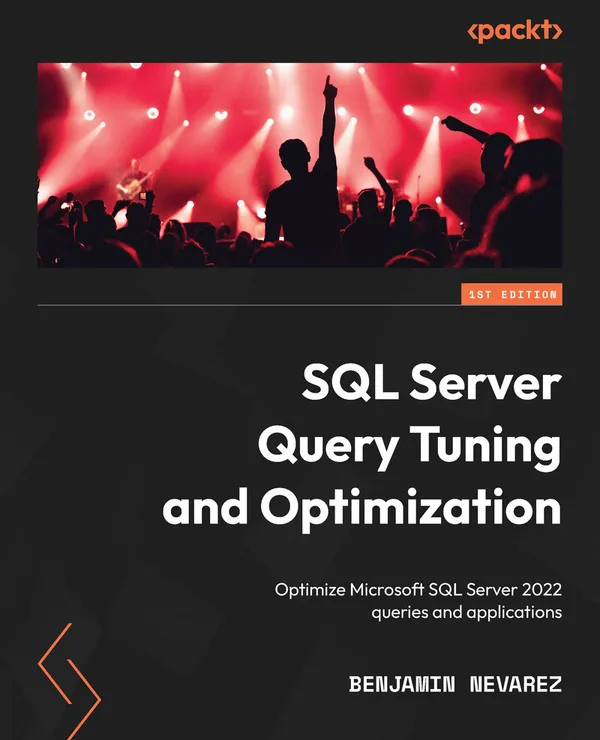 <packt>
1ST EDITION
SQL Server
Query Tuning
and Optimization
Optimize Microsoft SQL Server 2022
queries and applications
BENJAMIN NEVAREZ